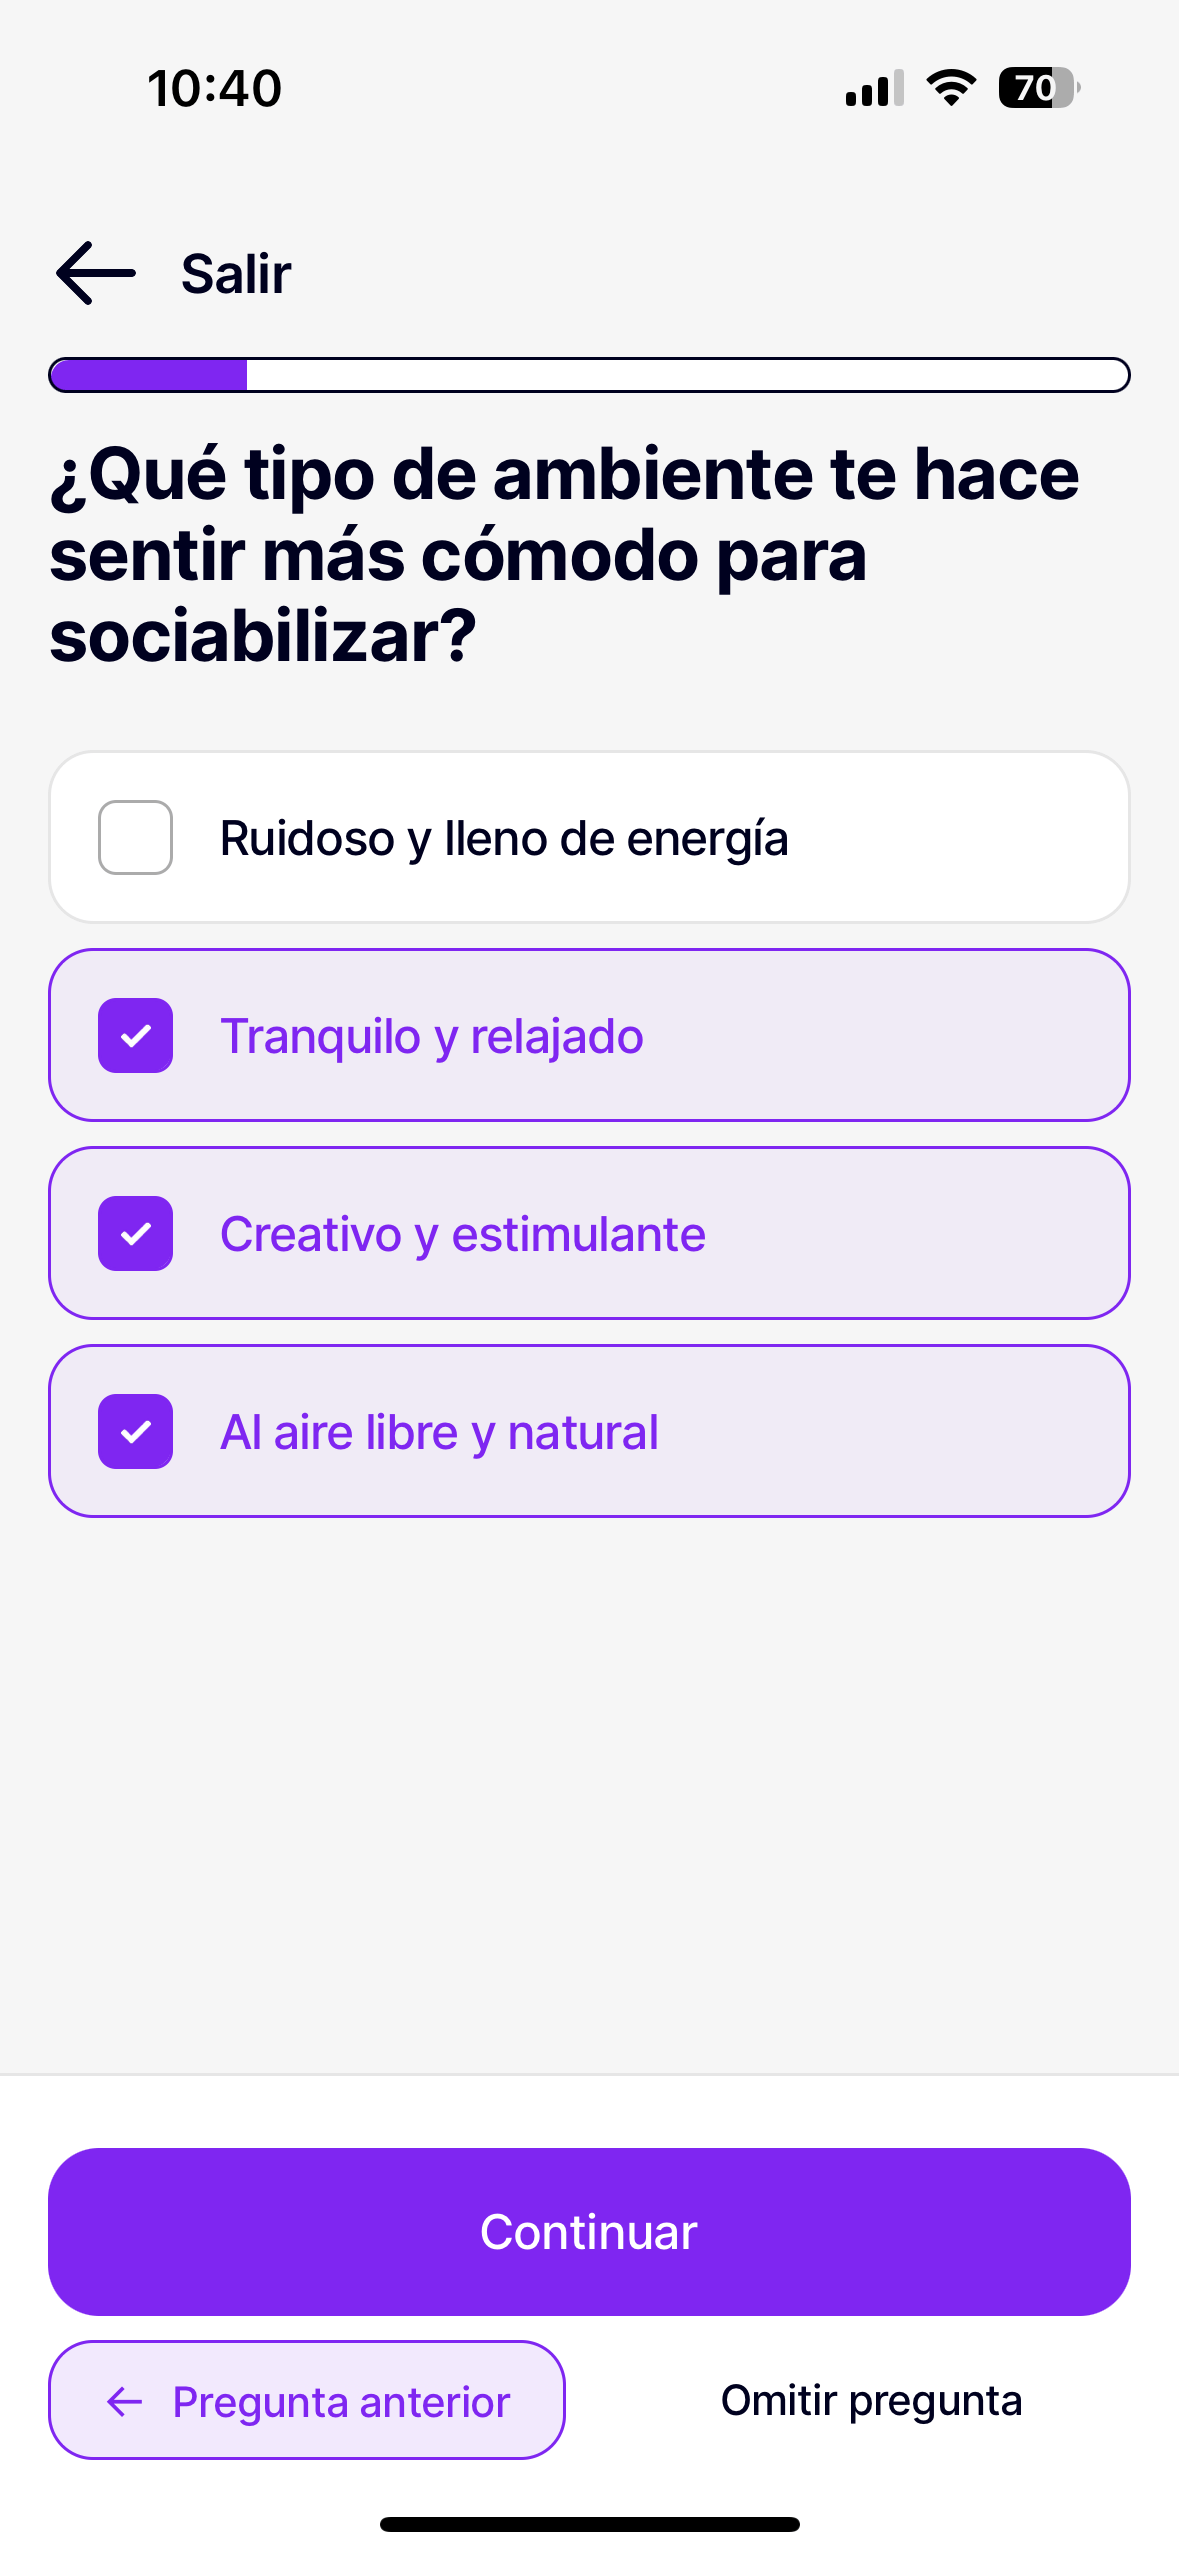 10:40
70
Salir
¿Qué tipo de ambiente te hace
sentir más cómodo para
sociabilizar?
Ruidoso y lleno de energía
Tranquilo y relajado
Creativo y estimulante
Al aire libre y natural
Continuar
Pregunta anterior
Omitir pregunta